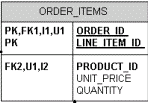 ORDER_ITEMS
PK,FK1,I1,U1 ORDER_ID
PK LINE_ITEM_ID
FK2,U1,I2 PRODUCT_ID
UNIT_PRICE
QUANTITY